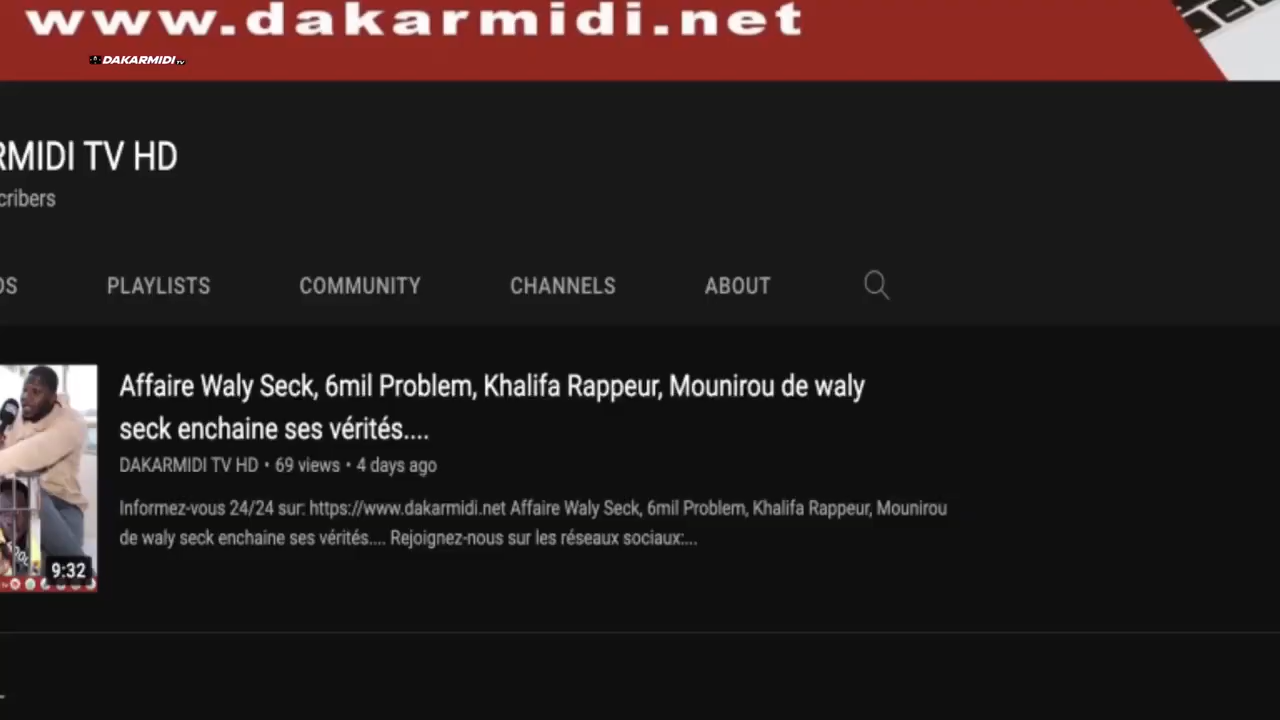 www.dakarmidi.net
DAKARMIDI TV
RMIDI TV HD
cribers
DS PLAYLISTS COMMUNITY CHANNELS ABOUT
Affaire Waly Seck, 6mil Problem, Khalifa Rappeur, Mounirou de waly
seck enchaine ses vérités....
DAKARMIDI TV HD • 69 views • 4 days ago
Informez-vous 24/24 sur: https://www.dakarmidi.net Affaire Waly Seck, 6mil Problem, Khalifa Rappeur, Mounirou
de waly seck enchaine ses vérités.... Rejoignez-nous sur les réseaux sociaux:...
9:32